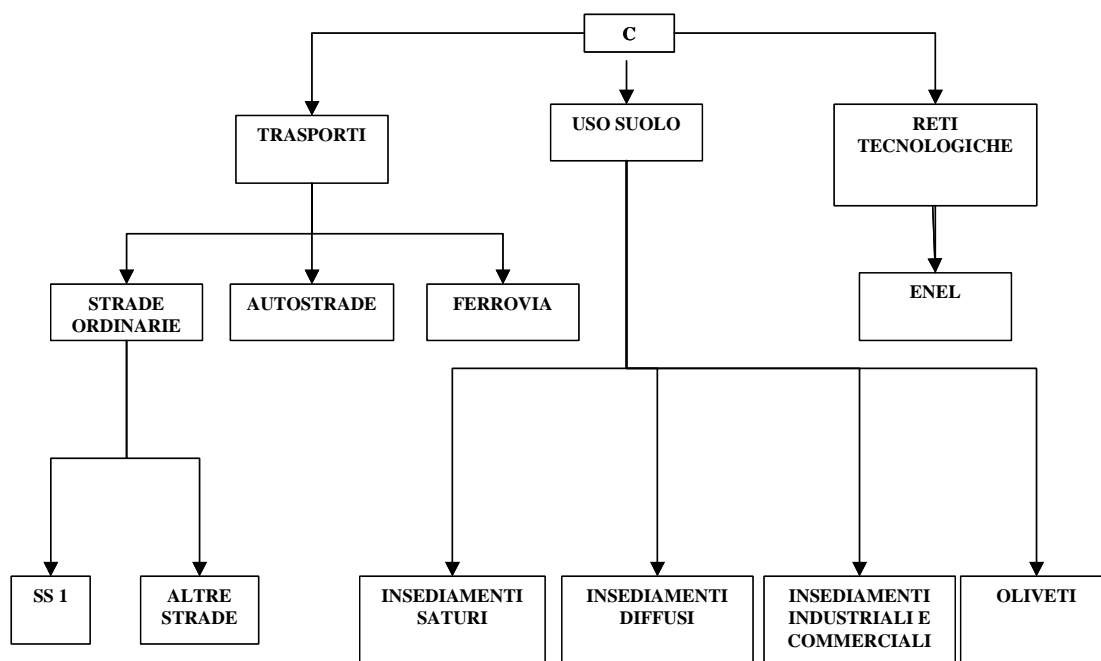 C
TRASPORTI
USO SUOLO
RETI
TECNOLOGICHE
STRADE
ORDINARIE
AUTOSTRADE
FERROVIA
ENEL
SS 1
ALTRE
STRADE
INSEDIAMENTI
SATURI
INSEDIAMENTI
DIFFUSI
INSEDIAMENTI
INDUSTRIALI E
COMMERCIALI
OLIVETI